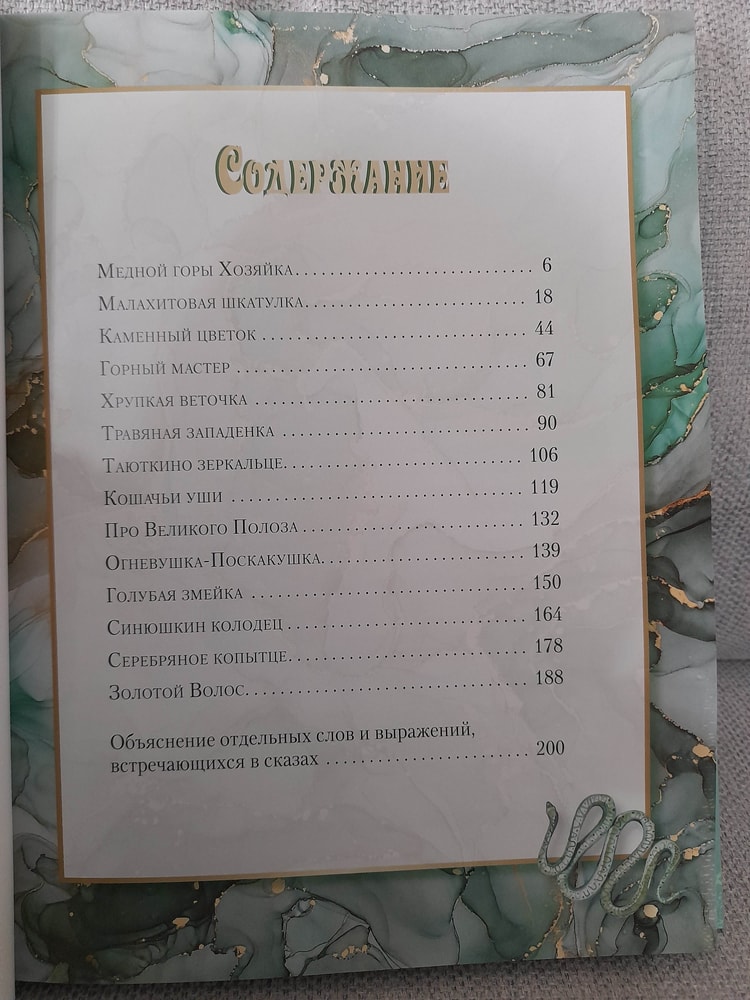 Содержание
Медной горы Хозяйка. . . . . . . . . . . . . . . . . . . . . . . . . . . 6
Малахитовая шкатулка. . . . . . . . . . . . . . . . . . . . . . . . . 18
Каменный цветок . . . . . . . . . . . . . . . . . . . . . . . . . . . . . 44
Горный мастер . . . . . . . . . . . . . . . . . . . . . . . . . . . . . . . 67
Хрупкая веточка . . . . . . . . . . . . . . . . . . . . . . . . . . . . . 81
Травяная западенка . . . . . . . . . . . . . . . . . . . . . . . . . . 90
Таюткино зеркальце. . . . . . . . . . . . . . . . . . . . . . . . . . 106
Кошачьи уши . . . . . . . . . . . . . . . . . . . . . . . . . . . . . . . 119
Про Великого Полоза . . . . . . . . . . . . . . . . . . . . . . . . 132
Огневушка-Поскакушка. . . . . . . . . . . . . . . . . . . . . . 139
Голубая змейка . . . . . . . . . . . . . . . . . . . . . . . . . . . . . 150
Синюшкин колодец . . . . . . . . . . . . . . . . . . . . . . . . . 164
Серебряное копытце. . . . . . . . . . . . . . . . . . . . . . . . . 178
Золотой Волос. . . . . . . . . . . . . . . . . . . . . . . . . . . . . . 188
Объяснение отдельных слов и выражений,
встречающихся в сказах . . . . . . . . . . . . . . . . . . . . . 200